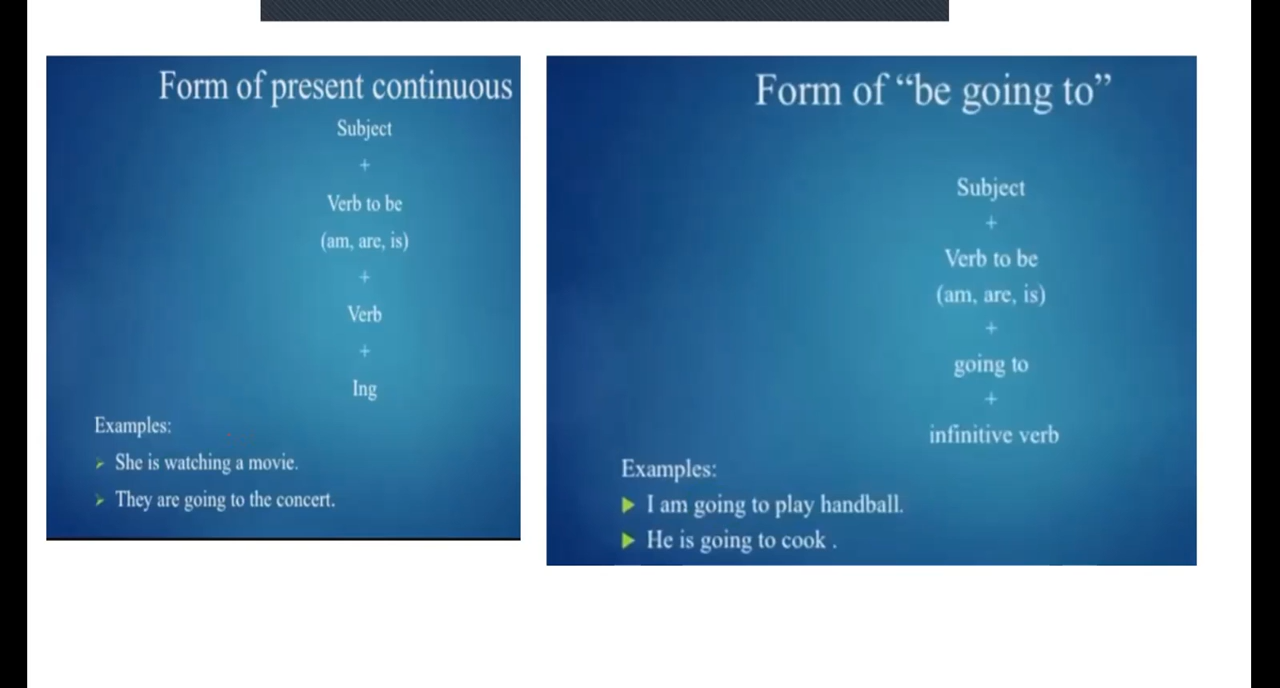 Form of present continuous
Subject
+
Verb to be
(am, are, is)
+
Verb
+
Ing
Examples:
She is watching a movie.
They are going to the concert.
Form of “be going to”
Subject
+
Verb to be
(am, are, is)
+
going to
+
infinitive verb
Examples:
I am going to play handball.
He is going to cook .